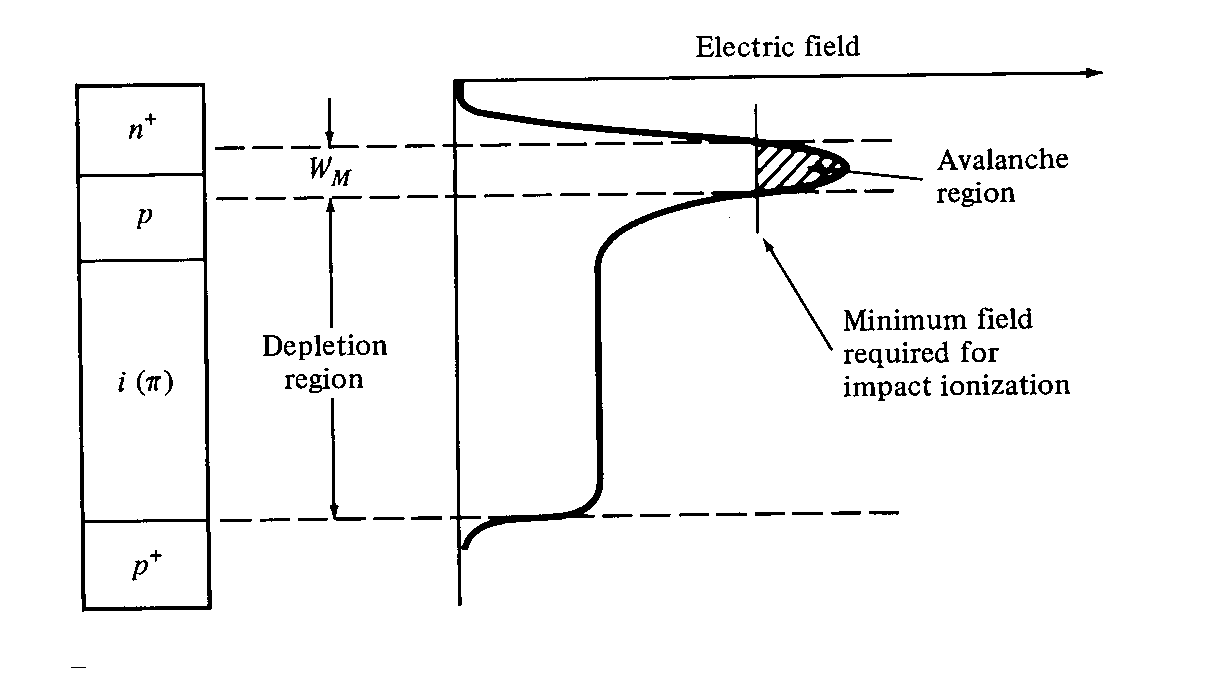 Electric field
n+
W_M
Avalanche
region
p
Minimum field
required for
impact ionization
Depletion
region
i (π)
p+